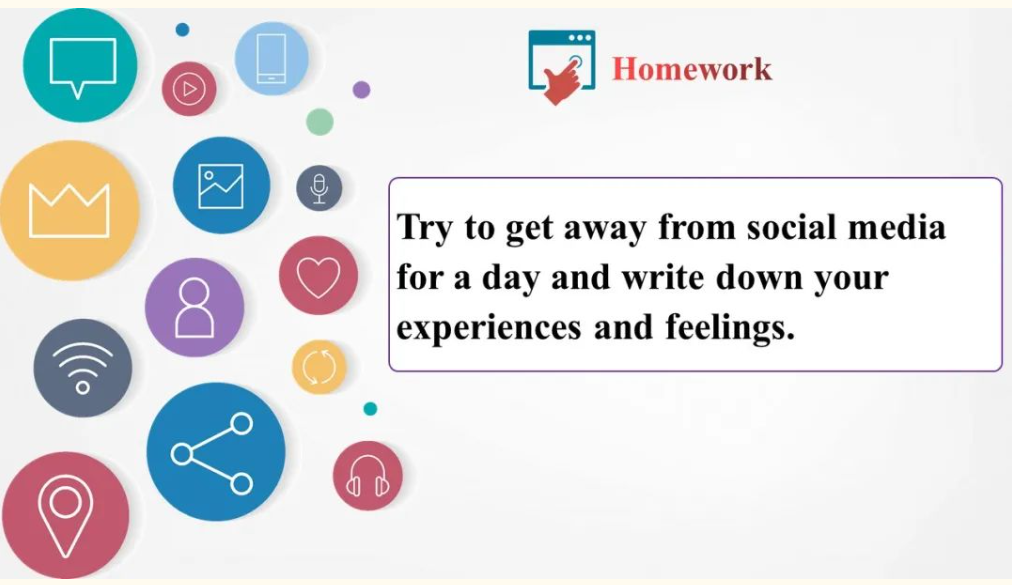 Homework
Try to get away from social media
for a day and write down your
experiences and feelings.